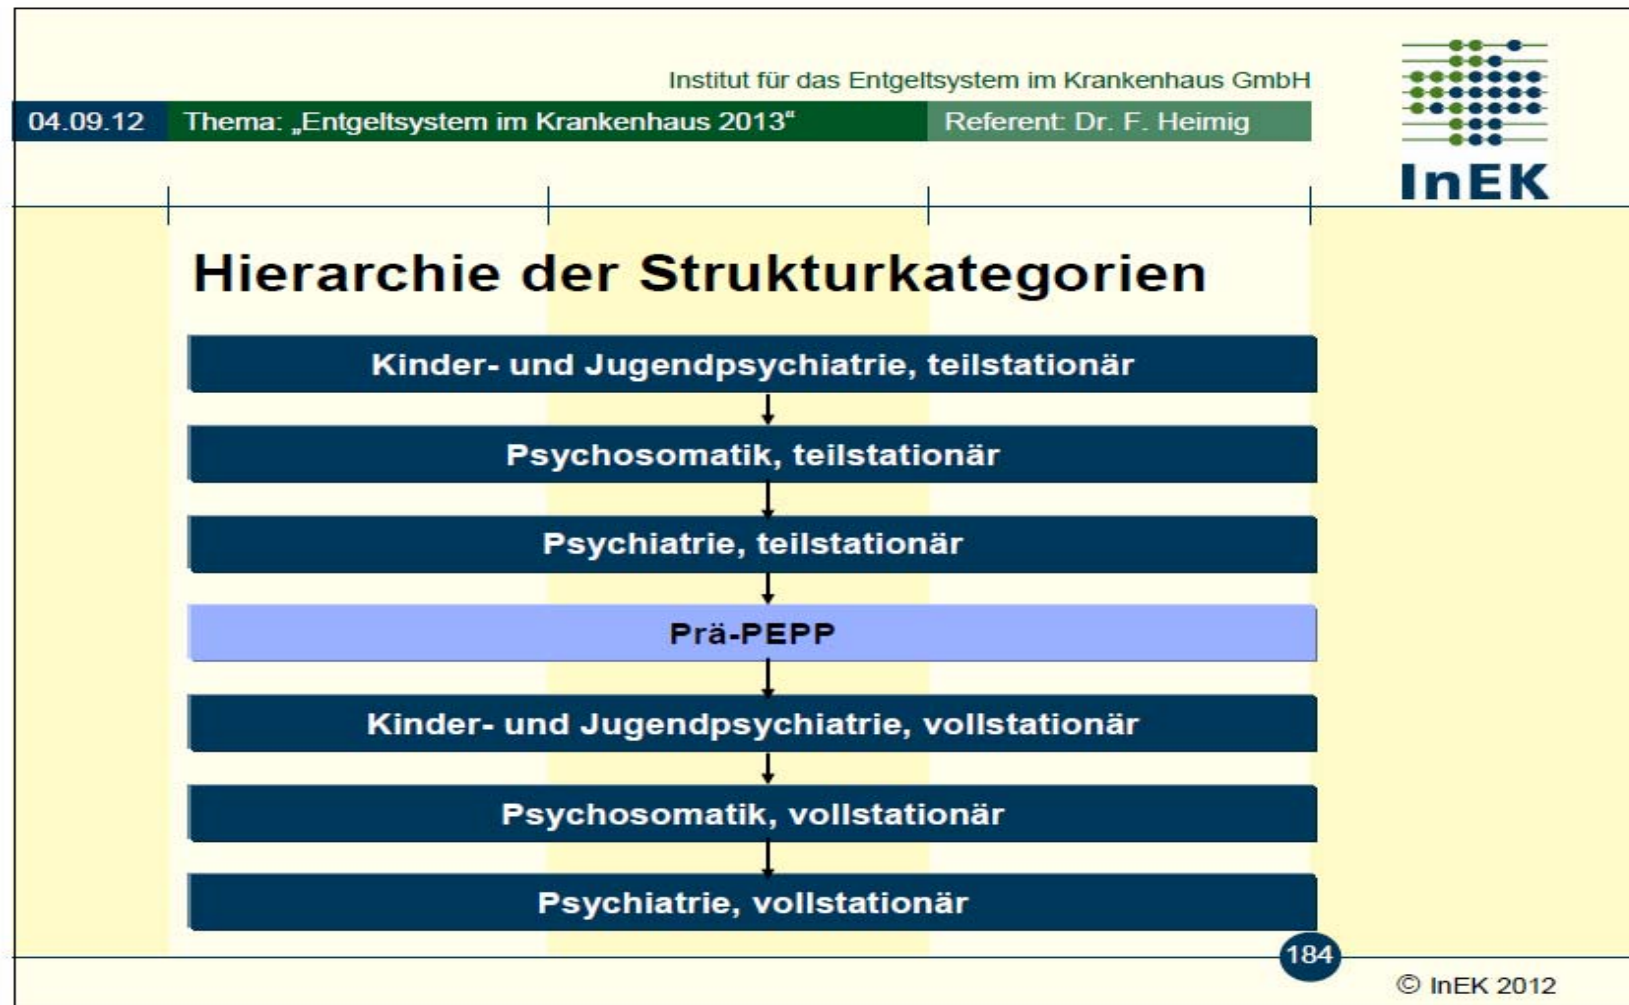 Institut für das Entgeltsystem im Krankenhaus GmbH
04.09.12 Thema: „Entgeltsystem im Krankenhaus 2013“ Referent: Dr. F. Heimig
InEK
Hierarchie der Strukturkategorien
Kinder- und Jugendpsychiatrie, teilstationär
Psychosomatik, teilstationär
Psychiatrie, teilstationär
Prä-PEPP
Kinder- und Jugendpsychiatrie, vollstationär
Psychosomatik, vollstationär
Psychiatrie, vollstationär
184
© InEK 2012